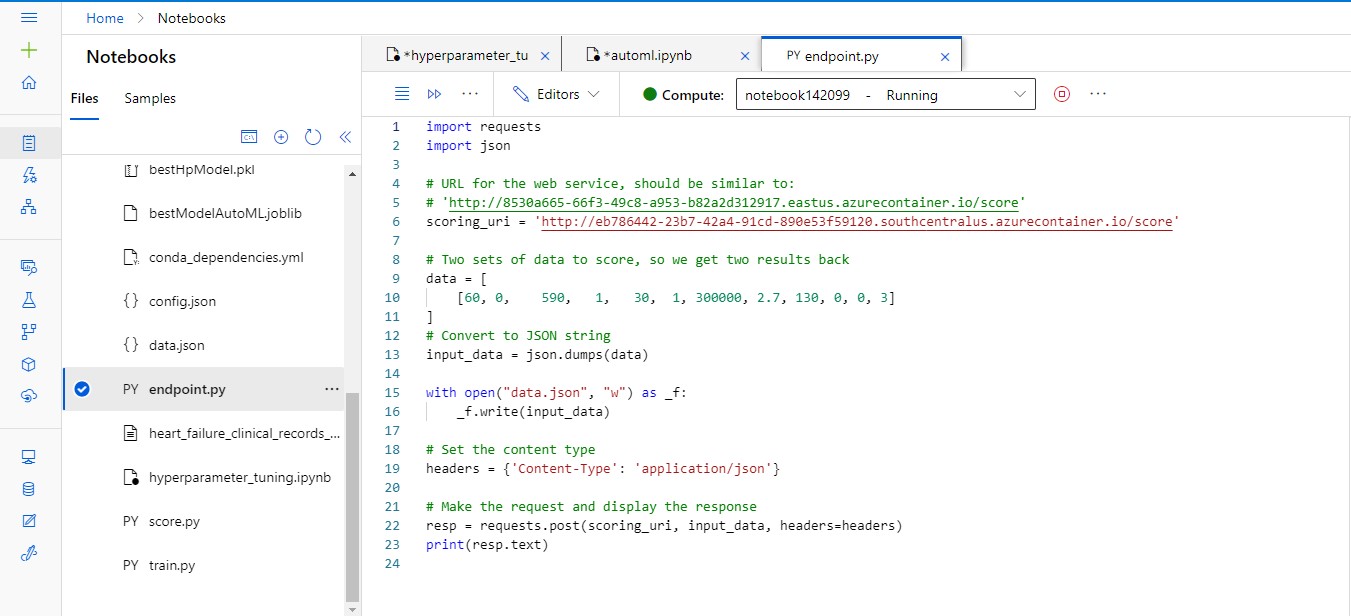 Home > Notebooks
Notebooks
Files Samples
bestHpModel.pkl
bestModelAutoML.joblib
conda_dependencies.yml
{} config.json
{} data.json
PY endpoint.py ...
heart_failure_clinical_records_...
hyperparameter_tuning.ipynb
PY score.py
PY train.py
*hyperparameter_tu ×
*automl.ipynb ×
PY endpoint.py ×
... Editors Compute: notebook142099 - Running ...
1 import requests
2 import json
3
4 # URL for the web service, should be similar to:
5 # 'http://8530a665-66f3-49c8-a953-b82a2d312917.eastus.azurecontainer.io/score'
6 scoring_uri = 'http://eb786442-23b7-42a4-91cd-890e53f59120.southcentralus.azurecontainer.io/score'
7
8 # Two sets of data to score, so we get two results back
9 data = [
10 [60, 0, 590, 1, 30, 1, 300000, 2.7, 130, 0, 0, 3]
11 ]
12 # Convert to JSON string
13 input_data = json.dumps(data)
14
15 with open("data.json", "w") as _f:
16 _f.write(input_data)
17
18 # Set the content type
19 headers = {'Content-Type': 'application/json'}
20
21 # Make the request and display the response
22 resp = requests.post(scoring_uri, input_data, headers=headers)
23 print(resp.text)
24